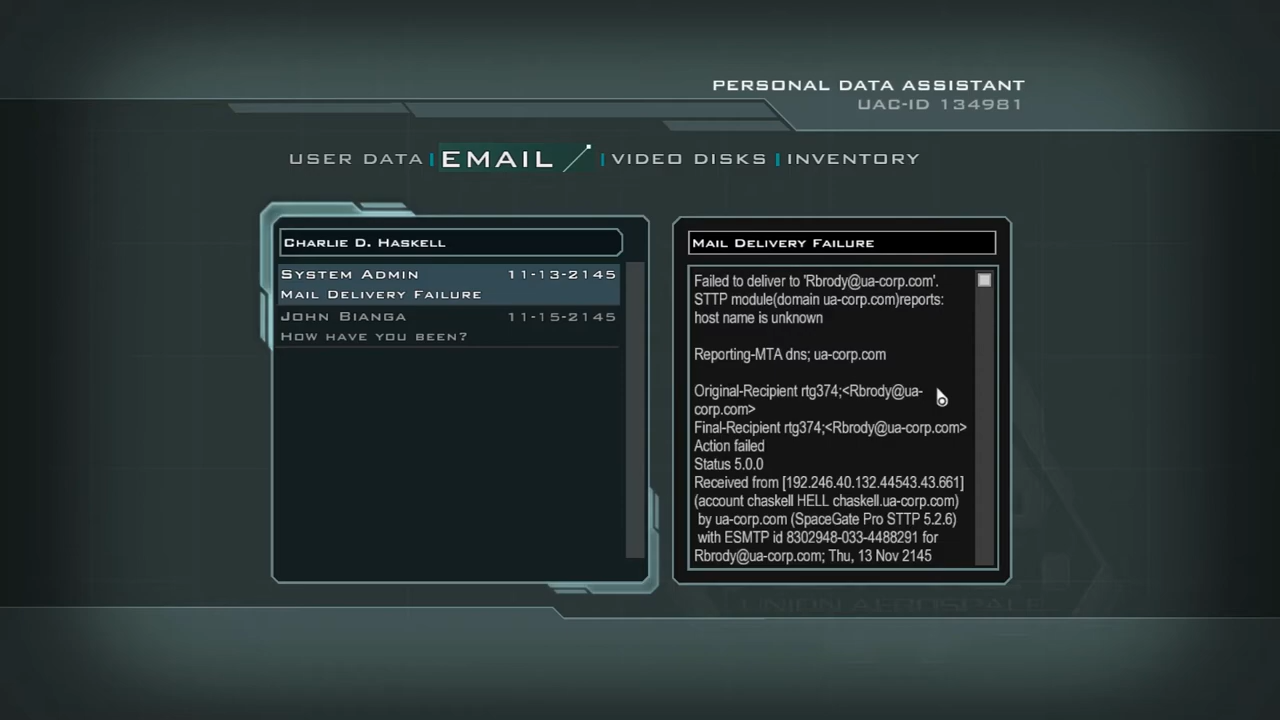 PERSONAL DATA ASSISTANT
UAC-ID 134981
USER DATA EMAIL VIDEO DISKS INVENTORY
CHARLIE D. HASKELL
SYSTEM ADMIN 11-13-2145
MAIL DELIVERY FAILURE
JOHN BIANGA 11-15-2145
HOW HAVE YOU BEEN?
MAIL DELIVERY FAILURE
Failed to deliver to 'Rbrody@ua-corp.com'.
STTP module(domain ua-corp.com)reports:
host name is unknown
Reporting-MTA dns; ua-corp.com
Original-Recipient rtg374;<Rbrody@ua-
corp.com>
Final-Recipient rtg374;<Rbrody@ua-corp.com>
Action failed
Status 5.0.0
Received from [192.246.40.132.44543.43.661]
(account chaskell HELL chaskell.ua-corp.com)
by ua-corp.com (SpaceGate Pro STTP 5.2.6)
with ESMTP id 8302948-033-4488291 for
Rbrody@ua-corp.com; Thu, 13 Nov 2145
UNION AEROSPACE